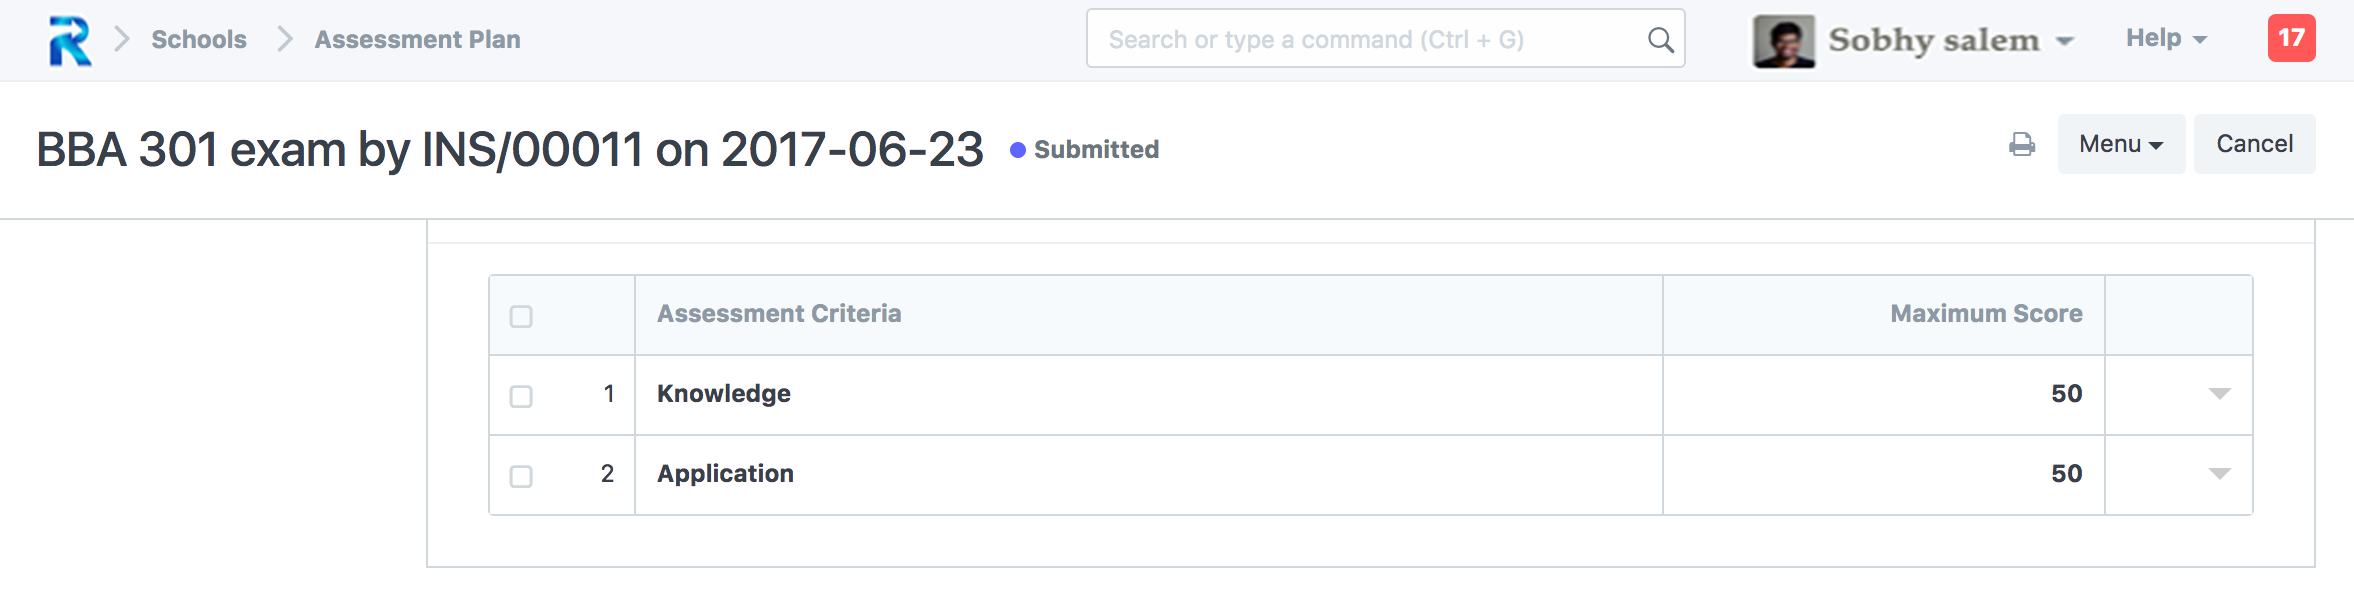 Schools Assessment Plan Search or type a command (Ctrl + G) Sobhy salem Help 17
BBA 301 exam by INS/00011 on 2017-06-23 Submitted Menu Cancel
Assessment Criteria Maximum Score
1 Knowledge 50
2 Application 50